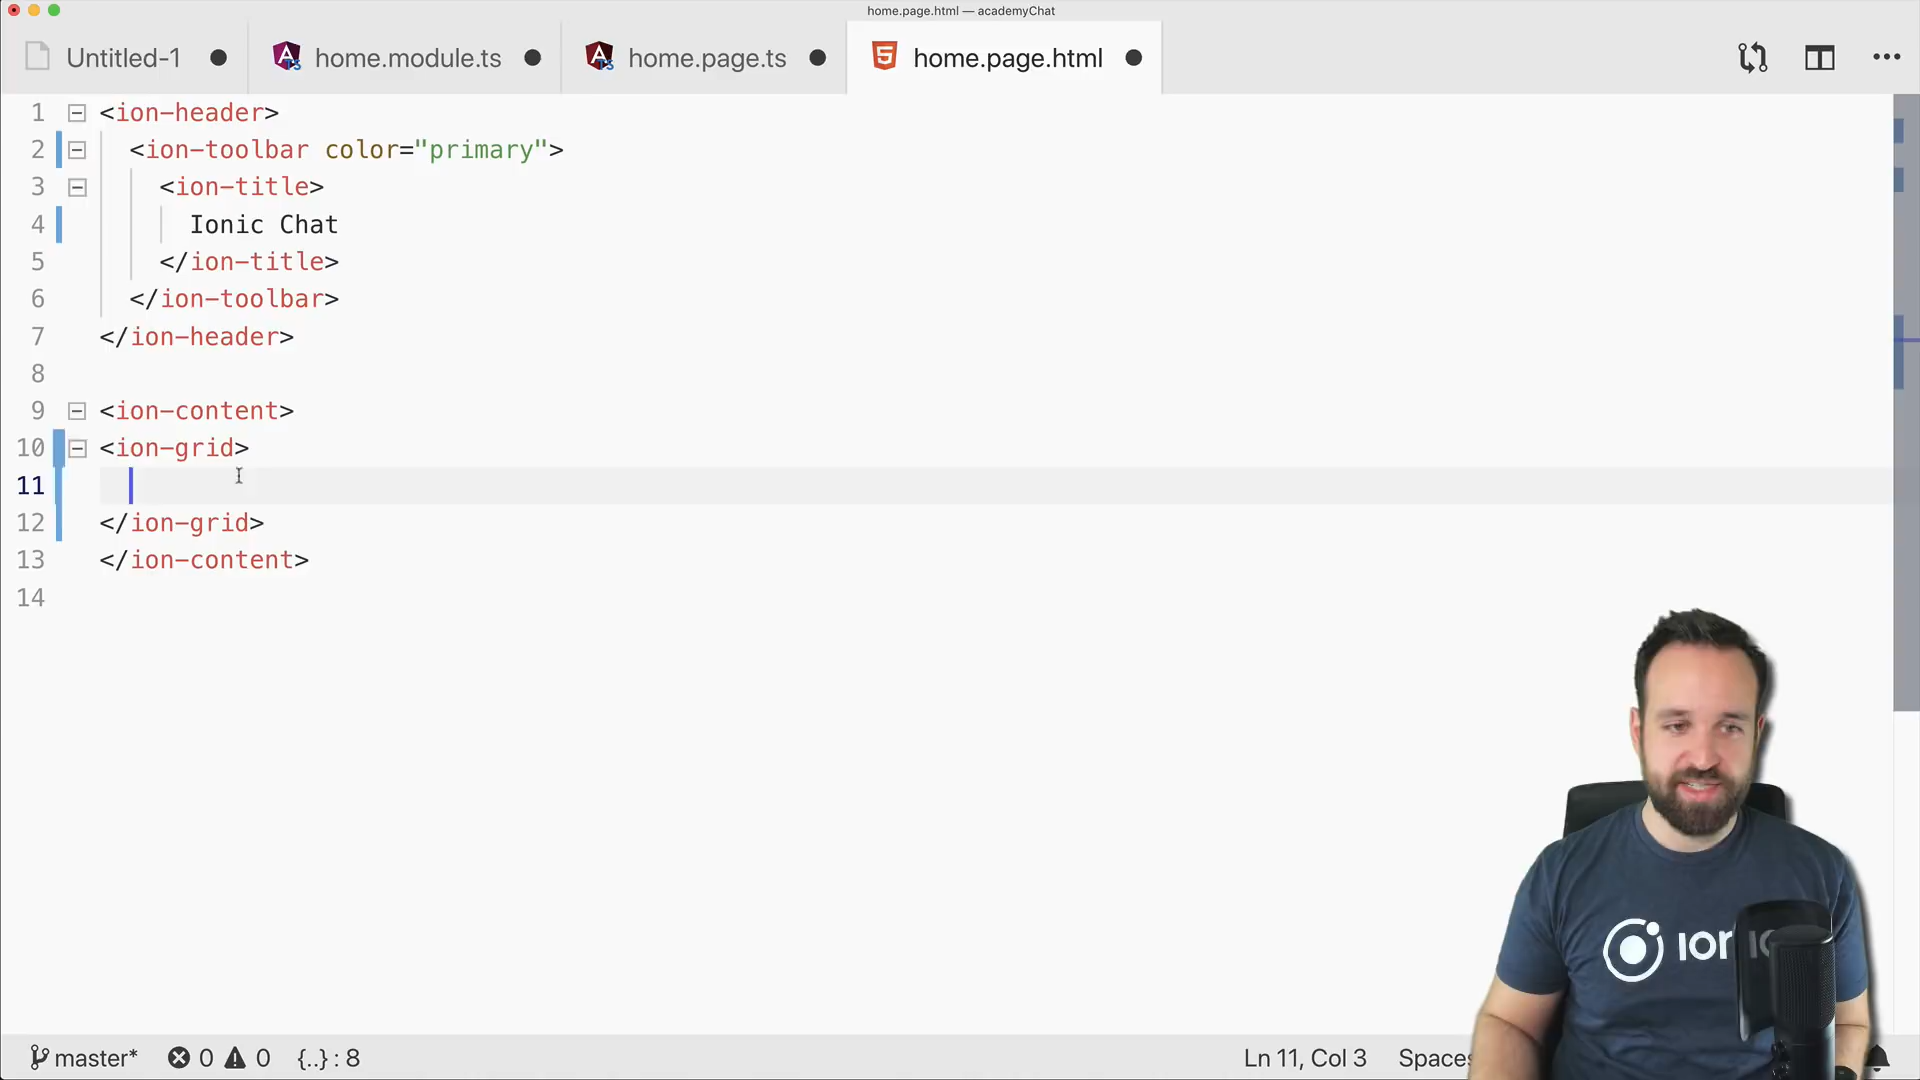 home.page.html — academyChat
Untitled-1
home.module.ts
home.page.ts
home.page.html
1 <ion-header>
2 <ion-toolbar color="primary">
3 <ion-title>
4 Ionic Chat
5 </ion-title>
6 </ion-toolbar>
7 </ion-header>
8
9 <ion-content>
10 <ion-grid>
11
12 </ion-grid>
13 </ion-content>
14
master* 0 0 {..} : 8 Ln 11, Col 3